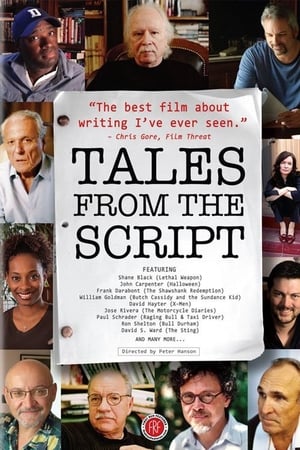 D
“The best film about
writing I’ve ever seen.”
- Chris Gore, Film Threat
TALES
FROM THE
SCRIPT
FEATURING
Shane Black (Lethal Weapon)
John Carpenter (Halloween)
Frank Darabont (The Shawshank Redemption)
William Goldman (Butch Cassidy and the Sundance Kid)
David Hayter (X-Men)
Jose Rivera (The Motorcycle Diaries)
Paul Schrader (Raging Bull & Taxi Driver)
Ron Shelton (Bull Durham)
David S. Ward (The Sting)
AND MANY MORE...
Directed by Peter Hanson
FRF